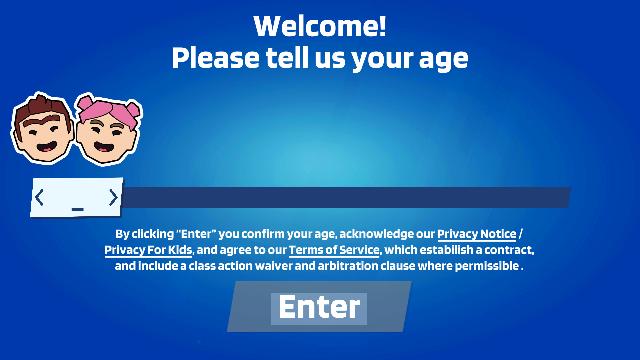 Welcome!
Please tell us your age
< _ >
By clicking "Enter" you confirm your age, acknowledge our Privacy Notice /
Privacy For Kids, and agree to our Terms of Service, which establish a contract,
and include a class action waiver and arbitration clause where permissible.
Enter